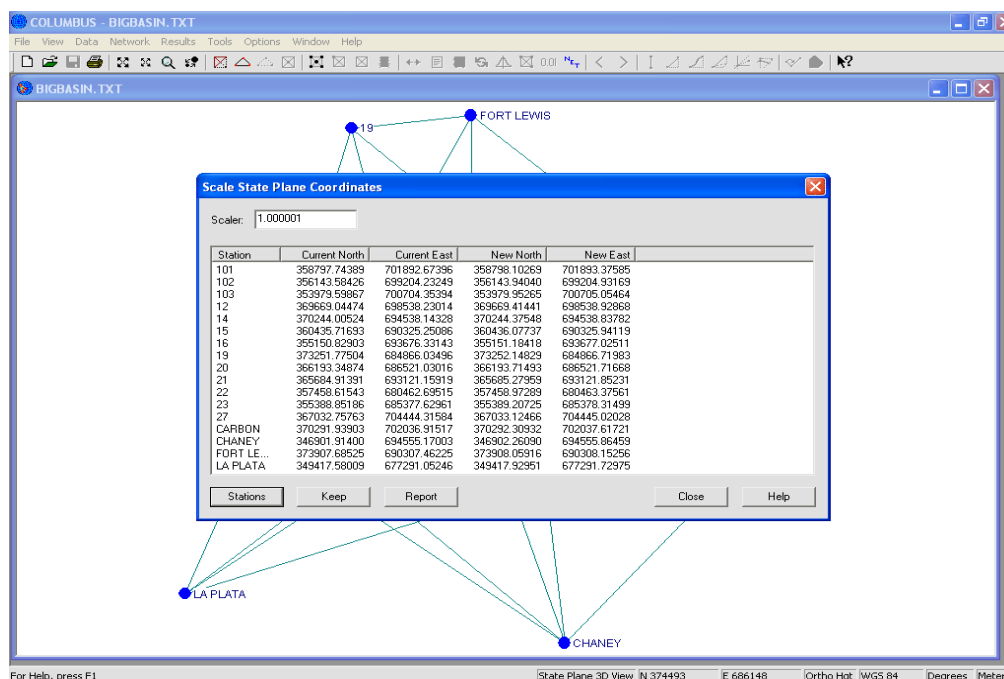 COLUMBUS - BIGBASIN.TXT
File View Data Network Results Tools Options Window Help
0.01
BIGBASIN.TXT
FORT LEWIS
19
Scale State Plane Coordinates
Scaler: 1.000001
Station Current North Current East New North New East
101 358797.74389 701892.67396 358798.10269 701893.37585
102 356143.58426 699204.23249 356143.94040 699204.93169
103 353979.59867 700704.35394 353979.95265 700705.05464
12 369669.04474 698538.23014 369669.41441 698538.92868
14 370244.00524 694538.14328 370244.37548 694538.83782
15 360435.71693 690325.25086 360436.07737 690325.94119
16 355150.82903 693676.33143 355151.18418 693677.02511
19 373251.77504 684866.03496 373252.14829 684866.71983
20 366193.34874 686521.03016 366193.71493 686521.71668
21 365684.91391 693121.15919 365685.27959 693121.85231
22 357458.61543 680462.69515 357458.97289 680463.37561
23 355388.85186 685377.62961 355389.20725 685378.31499
27 367032.75763 704444.31584 367033.12466 704445.02028
CARBON 370291.93903 702036.91517 370292.30932 702037.61721
CHANEY 346901.91400 694555.17003 346902.26090 694555.86459
FORT LE... 373907.68525 690307.46225 373908.05916 690308.15256
LA PLATA 349417.58009 677291.05246 349417.92951 677291.72975
Stations Keep Report Close Help
LA PLATA
CHANEY
For Help, press F1 State Plane 3D View N 374493 E 686148 Ortho Hgt WGS 84 Degrees Mete